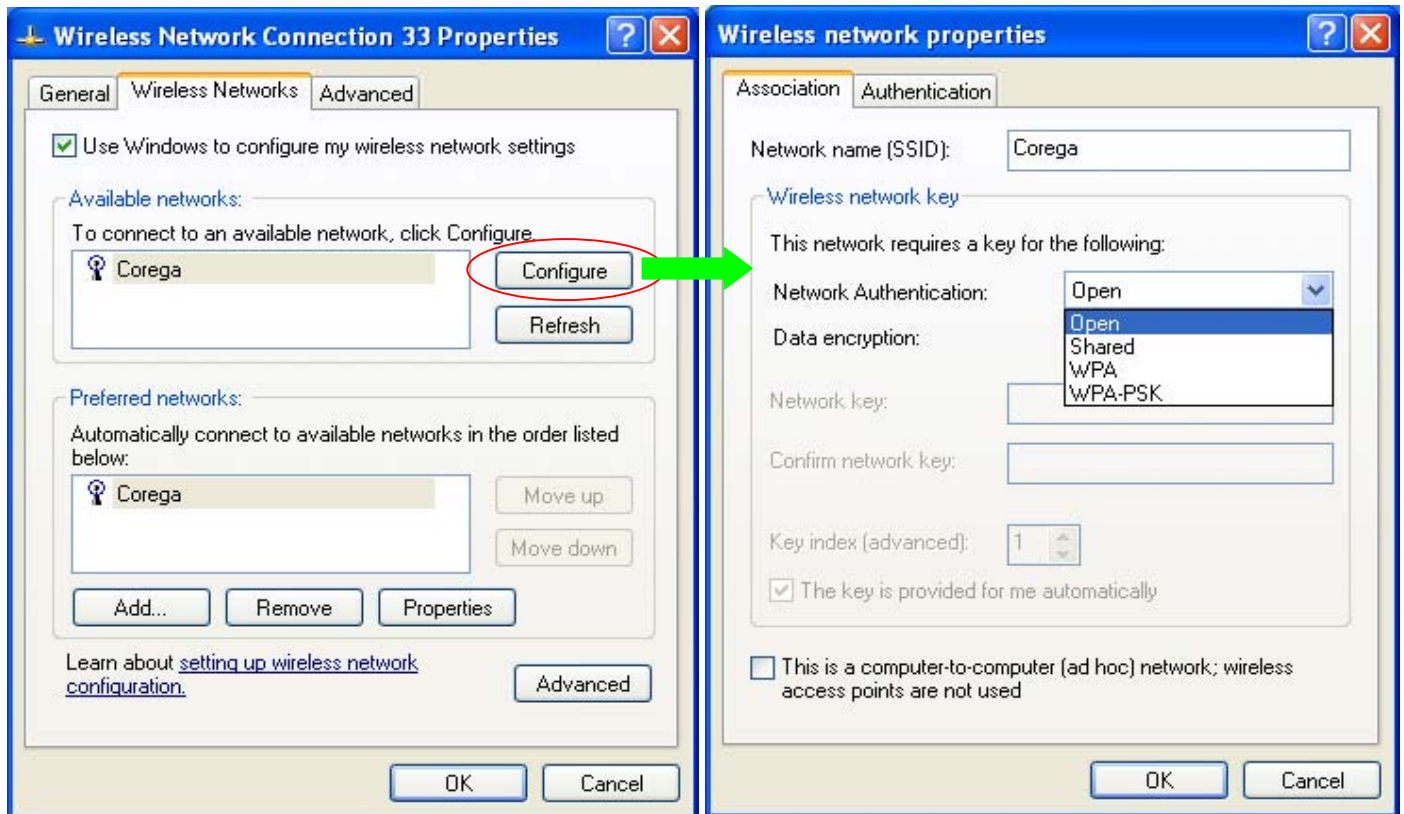 Wireless Network Connection 33 Properties
General
Wireless Networks
Advanced
Use Windows to configure my wireless network settings
Available networks:
To connect to an available network, click Configure.
Corega
Configure
Refresh
Preferred networks:
Automatically connect to available networks in the order listed
below:
Corega
Move up
Move down
Add...
Remove
Properties
Learn about setting up wireless network
configuration.
Advanced
OK
Cancel
Wireless network properties
Association
Authentication
Network name (SSID):
Corega
Wireless network key
This network requires a key for the following:
Network Authentication:
Open
Open
Shared
WPA
WPA-PSK
Data encryption:
Network key:
Confirm network key:
Key index (advanced):
1
The key is provided for me automatically
This is a computer-to-computer (ad hoc) network; wireless
access points are not used
OK
Cancel